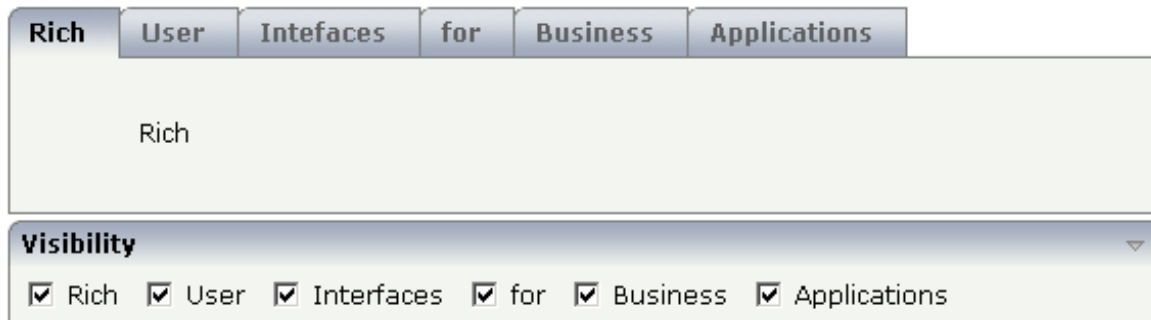 Rich User Intefaces for Business Applications
Rich
Visibility
Rich User Interfaces for Business Applications